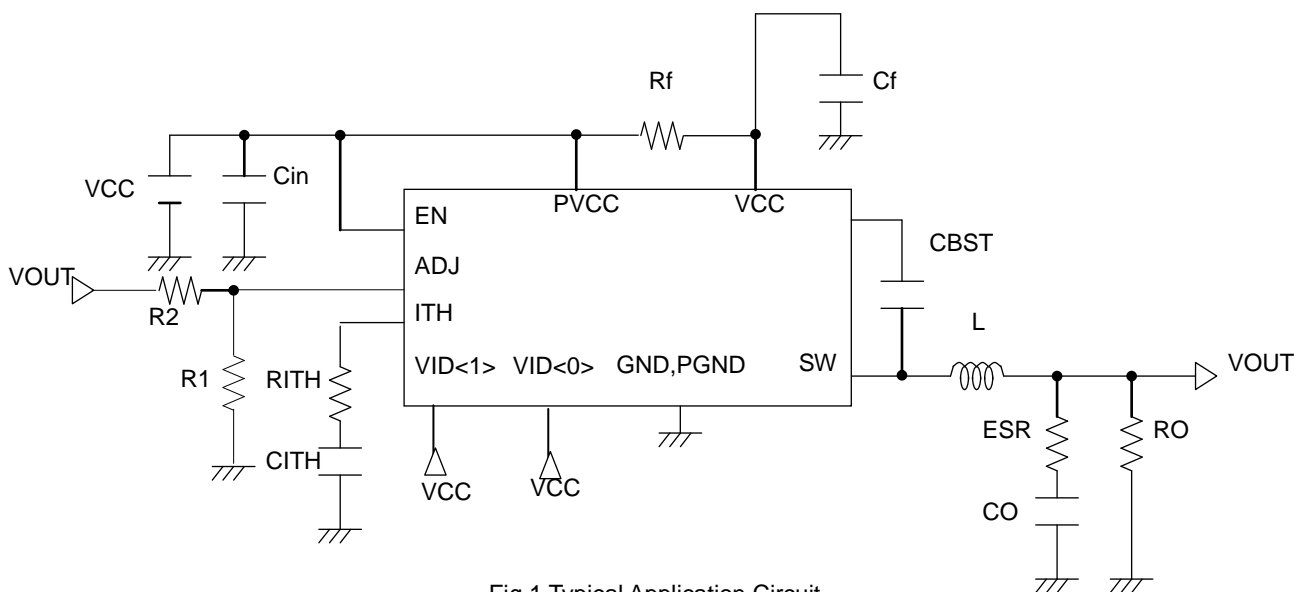 Rf
Cf
VCC
Cin
EN
PVCC
VCC
CBST
ADJ
VOUT
R2
ITH
L
R1
RITH
VID<1>
VID<0>
GND,PGND
SW
VOUT
ESR
RO
CITH
VCC
VCC
CO
Fig.1 Typical Application Circuit